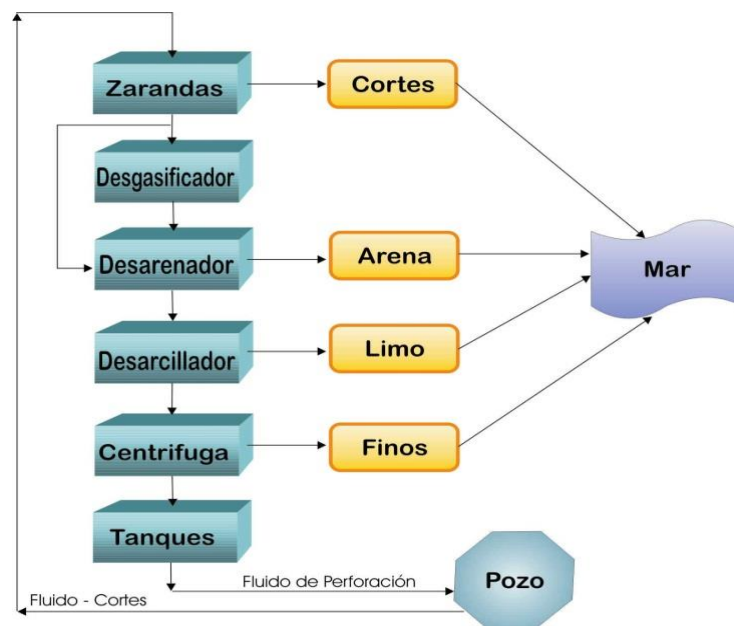 Zarandas
Cortes
Desgasificador
Desarenador
Arena
Mar
Desarcillador
Limo
Centrifuga
Finos
Tanques
Fluido de Perforación
Pozo
Fluido - Cortes